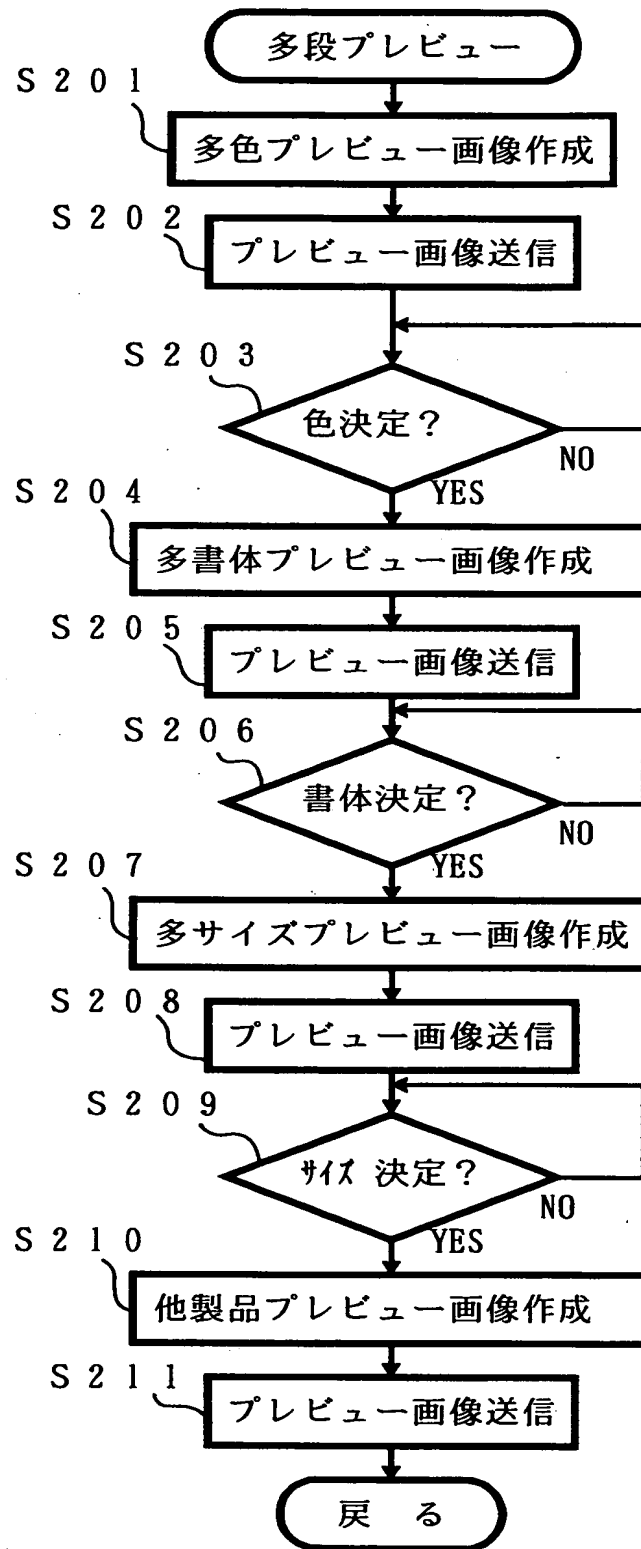 多段プレビュー
S201
多色プレビュー画像作成
S202
プレビュー画像送信
S203
色決定?
NO
YES
S204
多書体プレビュー画像作成
S205
プレビュー画像送信
S206
書体決定?
NO
YES
S207
多サイズプレビュー画像作成
S208
プレビュー画像送信
S209
サイズ 決定?
NO
YES
S210
他製品プレビュー画像作成
S211
プレビュー画像送信
戻 る